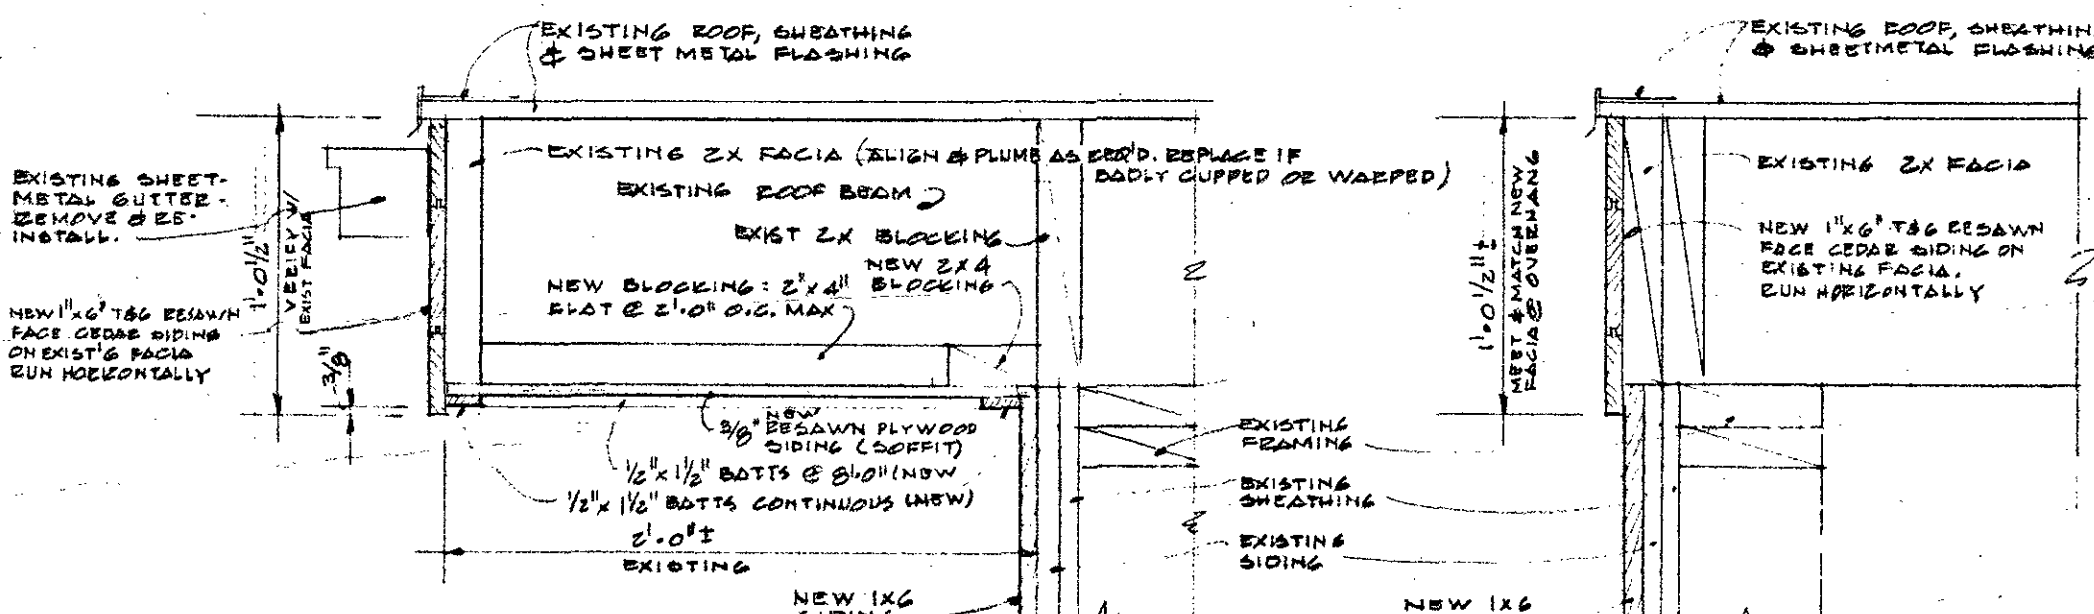 EXISTING ROOF, SHEATHING
& SHEET METAL FLASHING
EXISTING SHEET-
METAL GUTTER -
REMOVE & RE-
INSTALL.
1'-0 1/2"
VERIFY W/
EXIST FACIA
NEW 1"x6" T&G RESAWN
FACE CEDAR SIDING
ON EXIST'G FACIA
RUN HORIZONTALLY
3/8"
EXISTING 2X FACIA (ALIGN & PLUMB AS REQ'D. REPLACE IF
BADLY CUPPED OR WARPED)
EXISTING ROOF BEAM
EXIST 2X BLOCKING
NEW 2X4
BLOCKING
NEW BLOCKING: 2"x4"
FLAT @ 2'-0" O.C. MAX
NEW
3/8" RESAWN PLYWOOD
SIDING (SOFFIT)
1/2"x 1 1/2" BATTS @ 8'-0" (NEW
1/2"x 1 1/2" BATTS CONTINUOUS (NEW)
2'-0"±
EXISTING
NEW 1X6
SIDING
EXISTING
FRAMING
EXISTING
SHEATHING
EXISTING
SIDING
EXISTING ROOF, SHEATHIN
& SHEETMETAL FLASHING
1'-0 1/2"±
MEET & MATCH NEW
FACIA @ OVERHANG
EXISTING 2X FACIA
NEW 1"x6" T&G RESAWN
FACE CEDAR SIDING ON
EXISTING FACIA.
RUN HORIZONTALLY
NEW 1X6